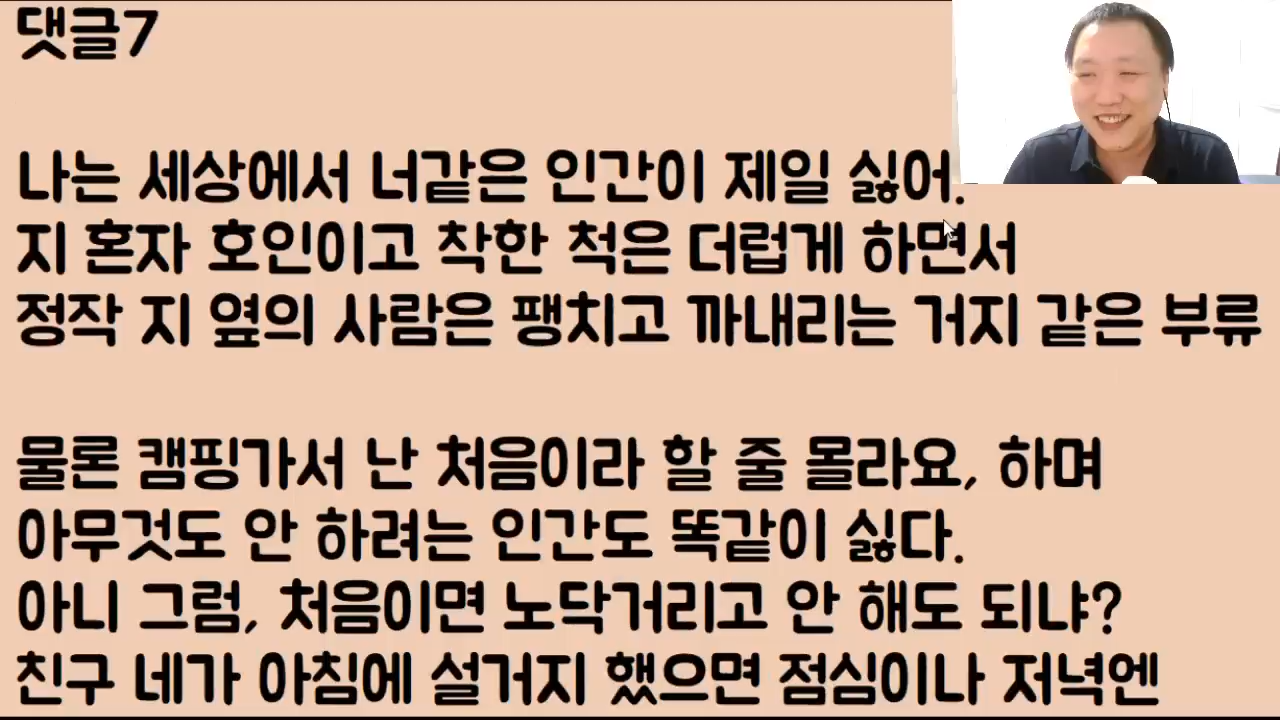 댓글7
나는 세상에서 너같은 인간이 제일 싫어.
지 혼자 호인이고 착한 척은 더럽게 하면서
정작 지 옆의 사람은 팽치고 까내리는 거지 같은 부류
물론 캠핑가서 난 처음이라 할 줄 몰라요, 하며
아무것도 안 하려는 인간도 똑같이 싫다.
아니 그럼, 처음이면 노닥거리고 안 해도 되냐?
친구 네가 아침에 설거지 했으면 점심이나 저녁엔